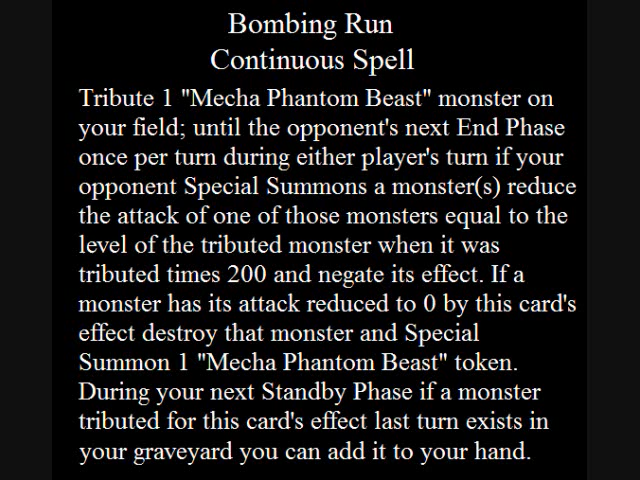 Bombing Run
Continuous Spell
Tribute 1 "Mecha Phantom Beast" monster on
your field; until the opponent's next End Phase
once per turn during either player's turn if your
opponent Special Summons a monster(s) reduce
the attack of one of those monsters equal to the
level of the tributed monster when it was
tributed times 200 and negate its effect. If a
monster has its attack reduced to 0 by this card's
effect destroy that monster and Special
Summon 1 "Mecha Phantom Beast" token.
During your next Standby Phase if a monster
tributed for this card's effect last turn exists in
your graveyard you can add it to your hand.